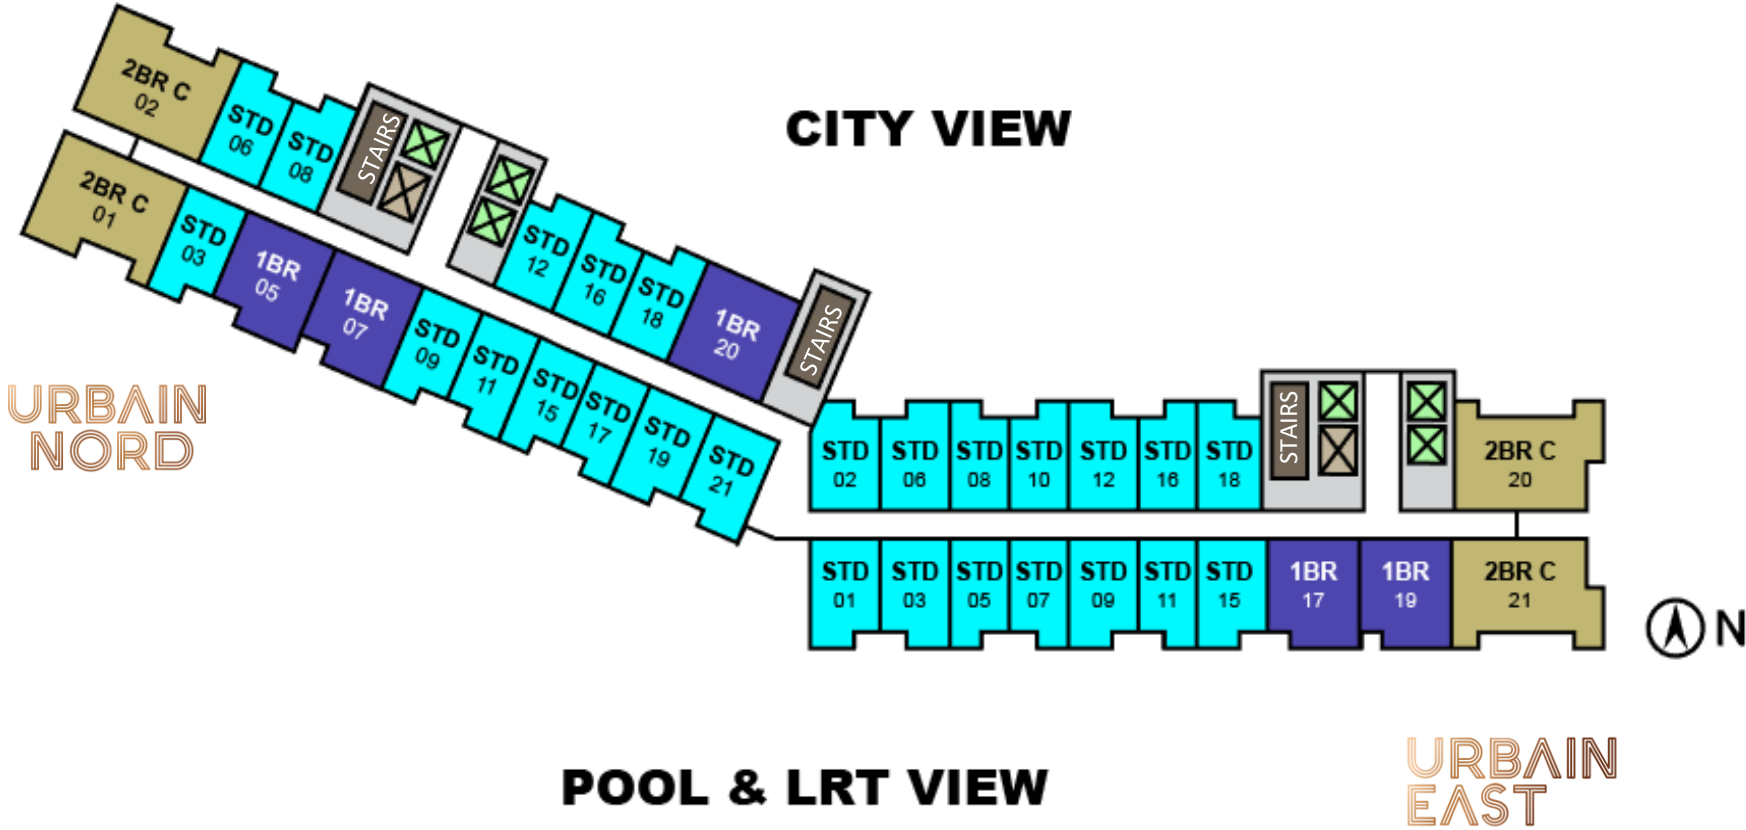 CITY VIEW
2BR C
02
STD
06
STD
08
STAIRS
STD
12
STD
16
STD
18
1BR
20
STAIRS
2BR C
01
STD
03
1BR
05
1BR
07
STD
09
STD
11
STD
15
STD
17
STD
19
STD
21
URBAIN
NORD
STD
02
STD
06
STD
08
STD
10
STD
12
STD
16
STD
18
STAIRS
2BR C
20
STD
01
STD
03
STD
05
STD
07
STD
09
STD
11
STD
15
1BR
17
1BR
19
2BR C
21
N
POOL & LRT VIEW
URBAIN
EAST